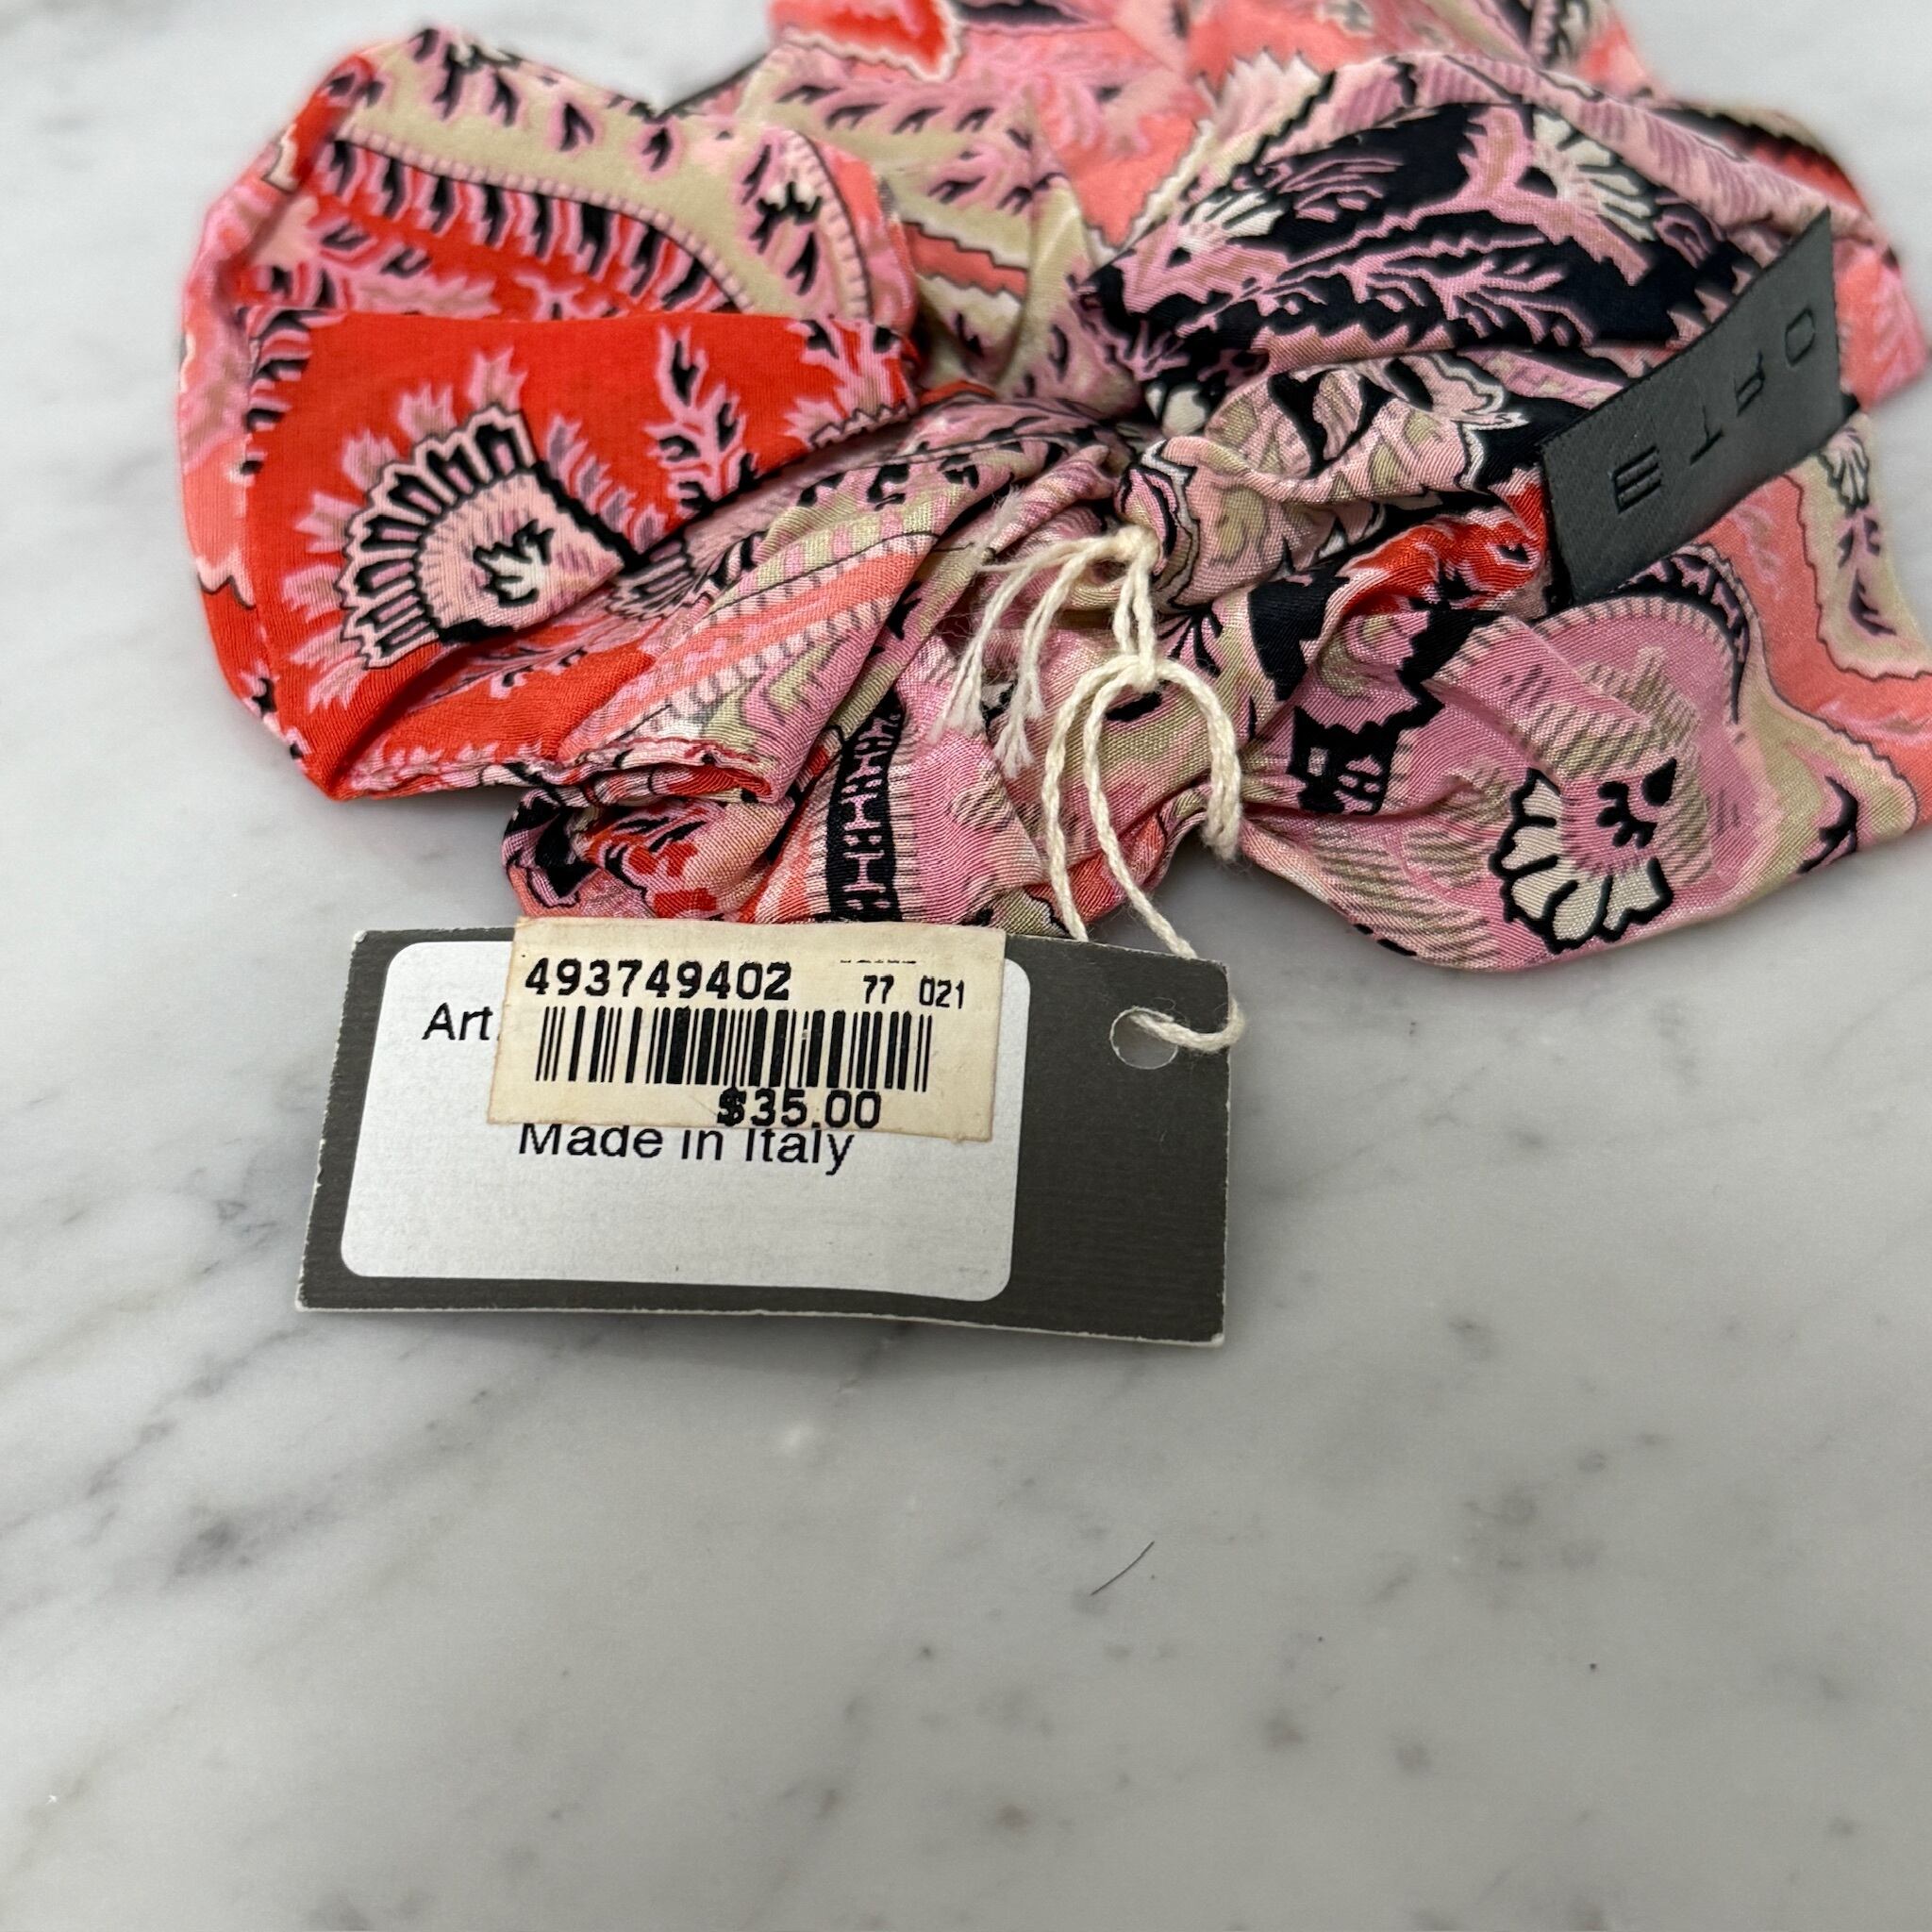 ETRO
493749402 77 021
Art.
$35.00
Made in Italy